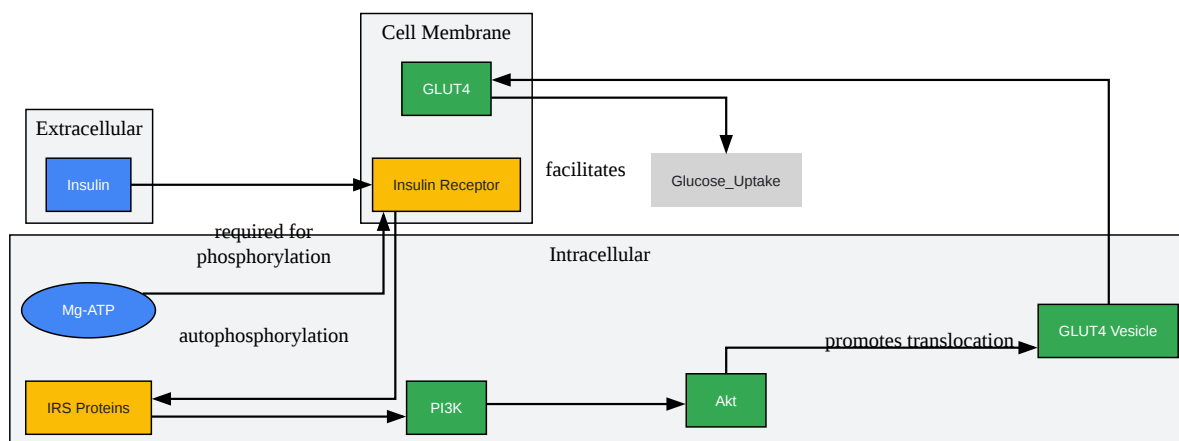 Cell Membrane
GLUT4
Extracellular
Insulin
Insulin Receptor
facilitates
Glucose_Uptake
required for
phosphorylation
Intracellular
Mg-ATP
autophosphorylation
promotes translocation
GLUT4 Vesicle
IRS Proteins
PI3K
Akt